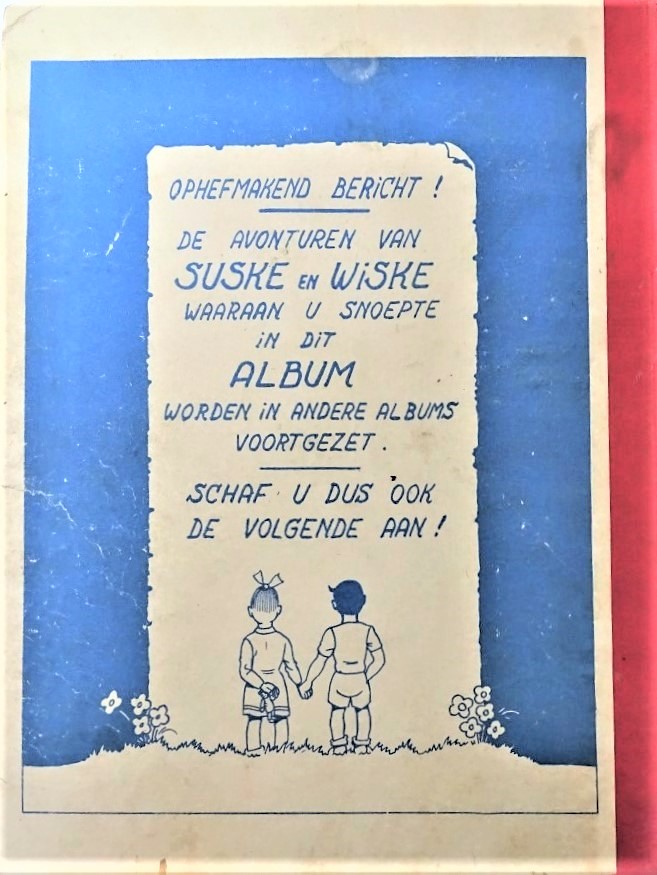 OPHEFMAKEND BERiCHT !
DE AVONTUREN VAN
SUSKE EN WiSKE
WAARAAN U SNOEPTE
iN DiT
ALBUM
WORDEN iN ANDERE ALBUMS
VOORTGEZET.
SCHAF U DUS OOK
DE VOLGENDE AAN !